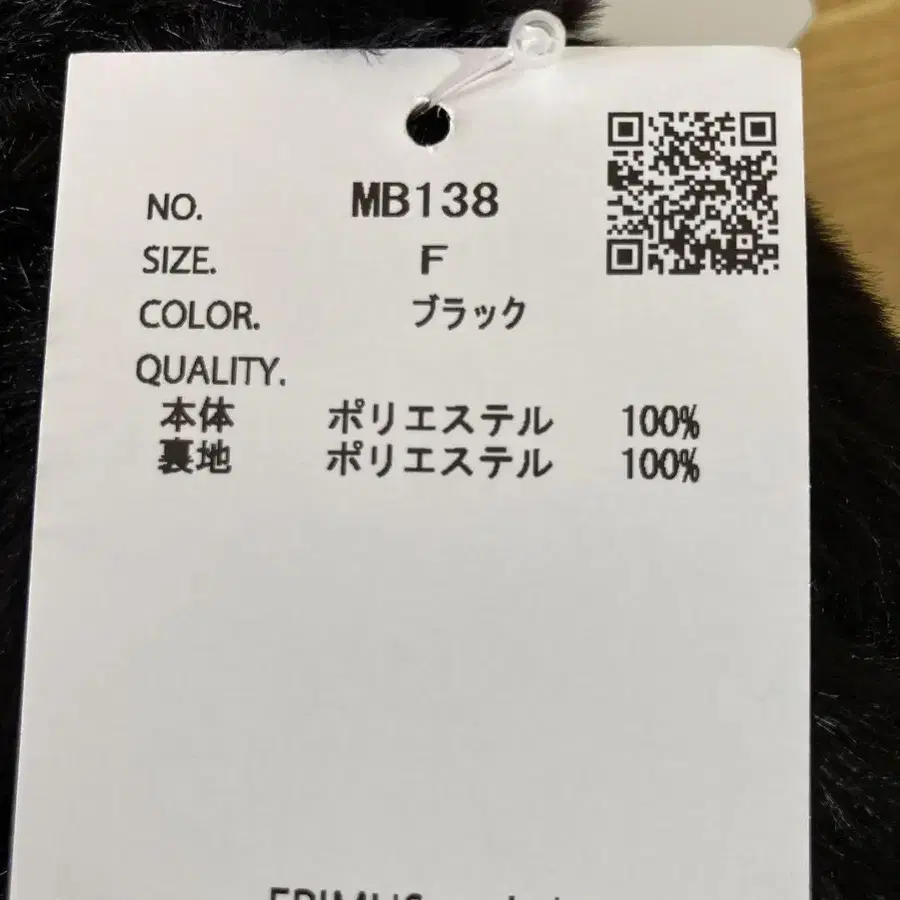 NO. MB138
SIZE. F
COLOR. ブラック
QUALITY.
本体 ポリエステル 100%
裏地 ポリエステル 100%